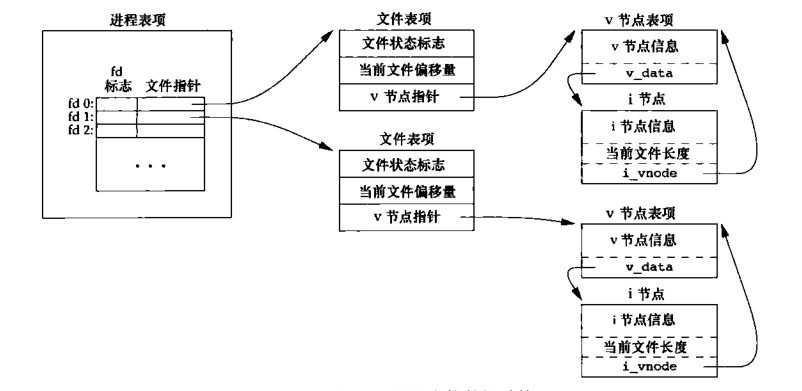 进程表项
fd
标志 文件指针
fd 0:
fd 1:
fd 2:
• • •
文件表项
文件状态标志
当前文件偏移量
v 节点指针
文件表项
文件状态标志
当前文件偏移量
v 节点指针
v 节点表项
v 节点信息
v_data
i 节点
i 节点信息
当前文件长度
i_vnode
v 节点表项
v 节点信息
v_data
i 节点
i 节点信息
当前文件长度
i_vnode